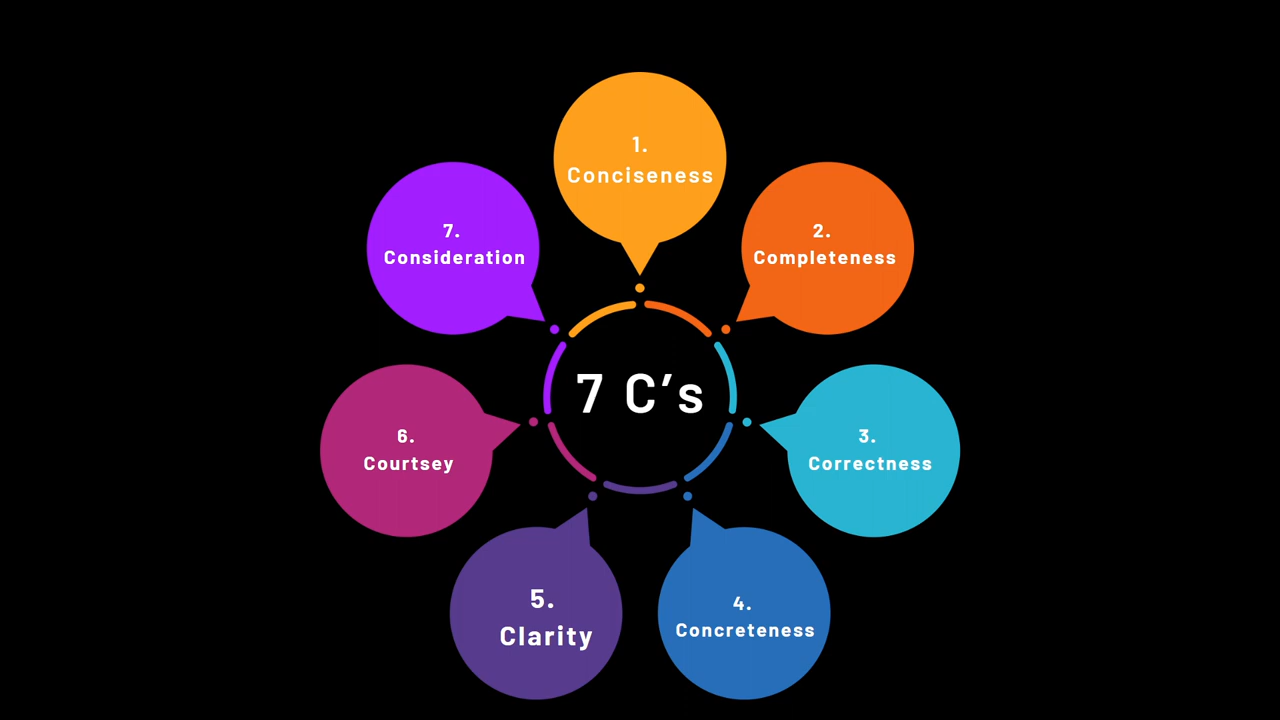 7 C’s
1.
Conciseness
2.
Completeness
3.
Correctness
4.
Concreteness
5.
Clarity
6.
Courtsey
7.
Consideration